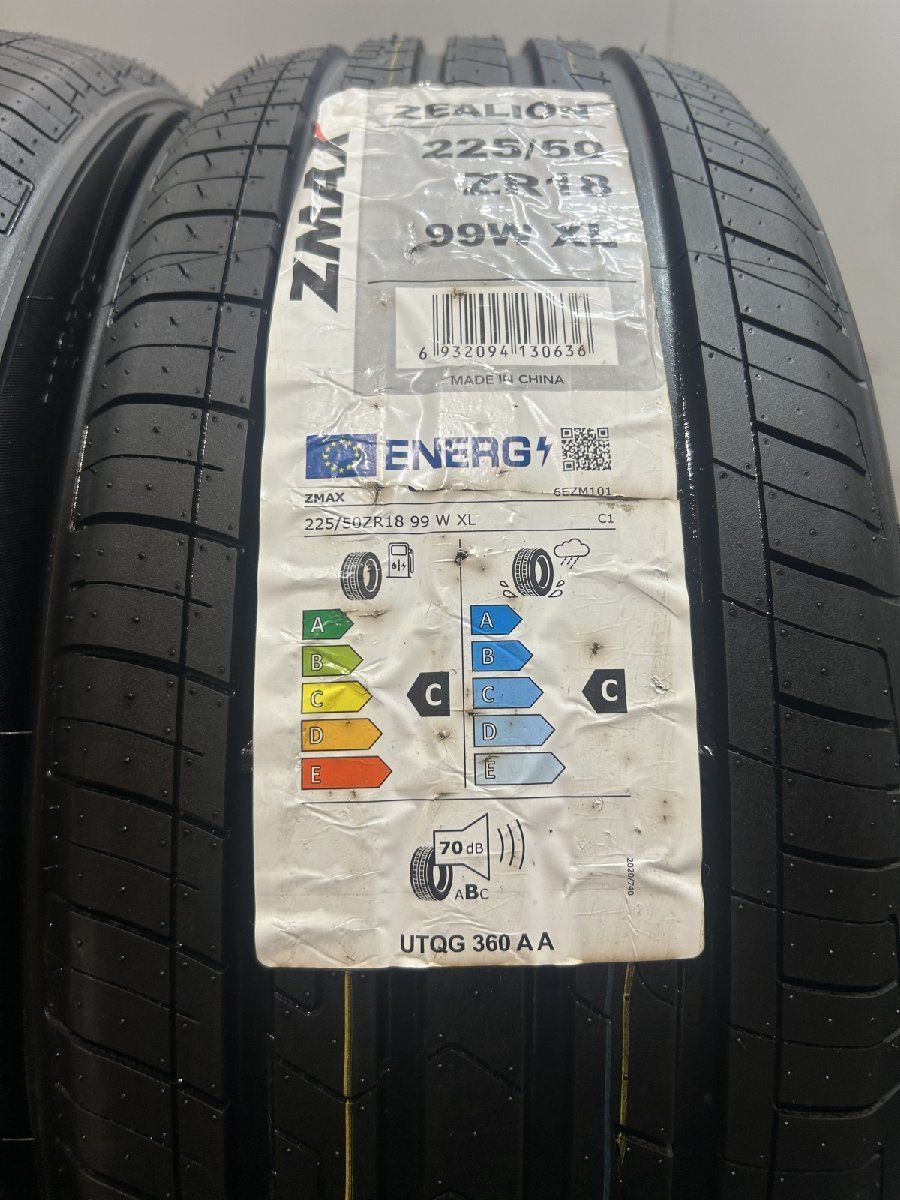 ZEALION
225/50
ZR18
99W XL
ZMAX
6 932094 130636
MADE IN CHINA
ENERG
ZMAX
6EZM101
225/50ZR18 99 W XL
C1
A
B
C
D
E
C
A
B
C
D
E
C
70 dB
ABC
2020/740
UTQG 360 A A